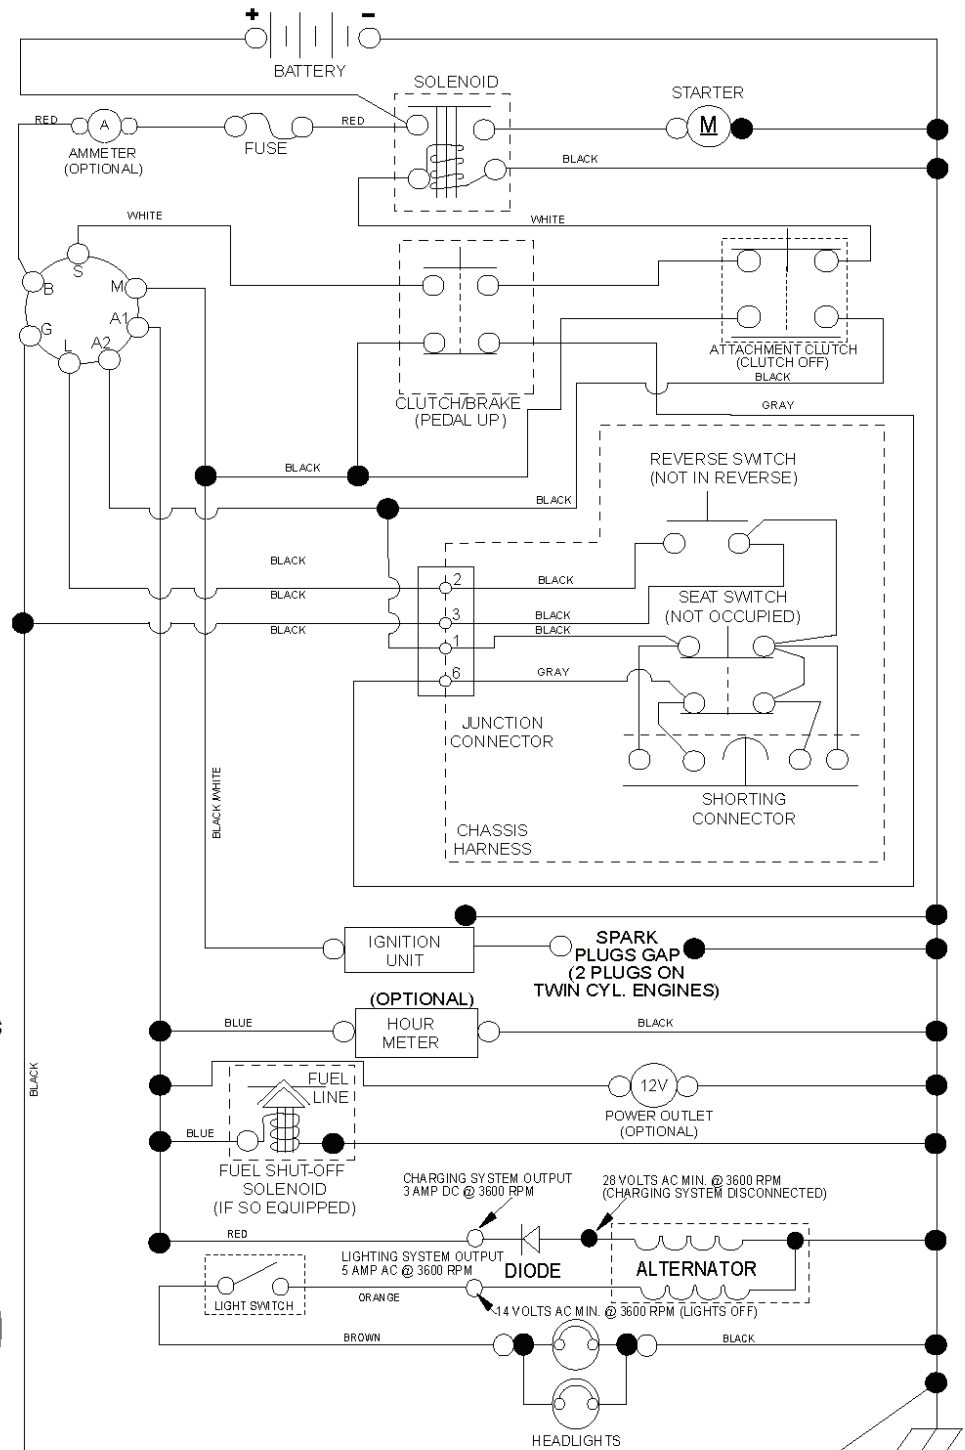 + -
BATTERY
SOLENOID
STARTER
RED
A
AMMETER
(OPTIONAL)
FUSE
RED
M
BLACK
WHITE
WHITE
S
B
M
A1
G
L
A2
ATTACHMENT CLUTCH
(CLUTCH OFF)
BLACK
CLUTCH/BRAKE
(PEDAL UP)
GRAY
BLACK
REVERSE SWITCH
(NOT IN REVERSE)
BLACK
BLACK
2
BLACK
BLACK
SEAT SWITCH
(NOT OCCUPIED)
3
BLACK
BLACK
BLACK
1
6
GRAY
JUNCTION
CONNECTOR
BLACK/WHITE
SHORTING
CONNECTOR
CHASSIS
HARNESS
IGNITION
UNIT
SPARK
PLUGS GAP
(2 PLUGS ON
TWIN CYL. ENGINES)
(OPTIONAL)
BLUE
HOUR
METER
BLACK
BLACK
FUEL
LINE
12V
POWER OUTLET
(OPTIONAL)
BLUE
FUEL SHUT-OFF
SOLENOID
(IF SO EQUIPPED)
CHARGING SYSTEM OUTPUT
3 AMP DC @ 3600 RPM
28 VOLTS AC MIN. @ 3600 RPM
(CHARGING SYSTEM DISCONNECTED)
RED
LIGHTING SYSTEM OUTPUT
5 AMP AC @ 3600 RPM
DIODE
ALTERNATOR
LIGHT SWITCH
ORANGE
14 VOLTS AC MIN. @ 3600 RPM (LIGHTS OFF)
BROWN
BLACK
HEADLIGHTS